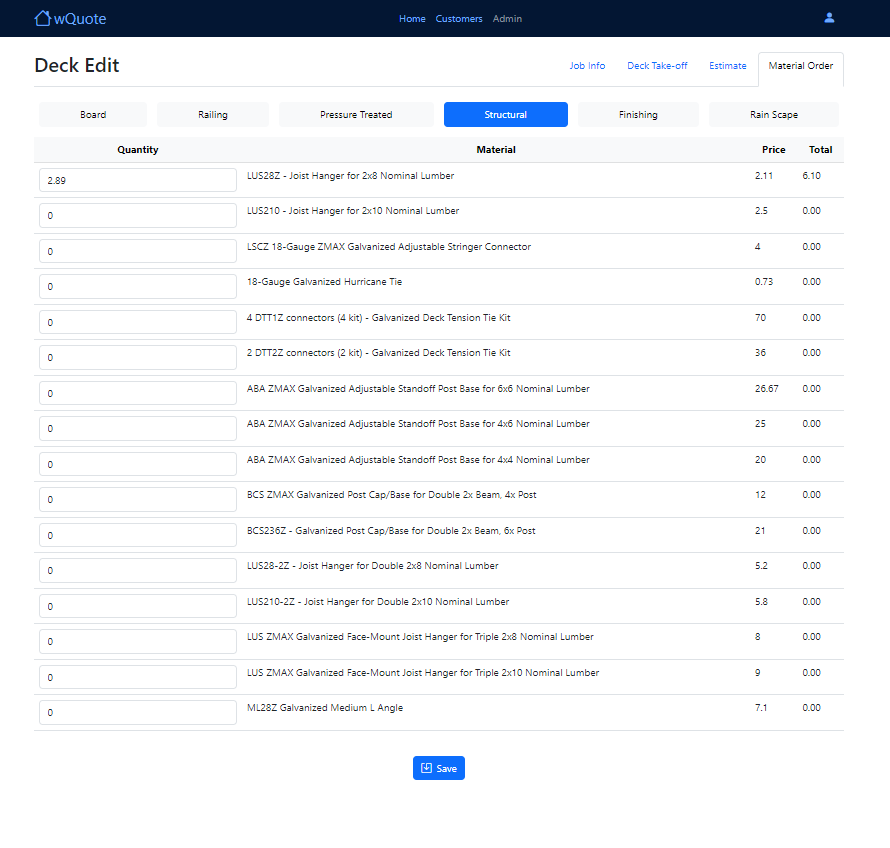 wQuote Home Customers Admin
Deck Edit Job Info Deck Take-off Estimate Material Order
Board Railing Pressure Treated Structural Finishing Rain Scape
Quantity Material Price Total
2.89 LUS28Z - Joist Hanger for 2x8 Nominal Lumber 2.11 6.10
0 LUS210 - Joist Hanger for 2x10 Nominal Lumber 2.5 0.00
0 LSCZ 18-Gauge ZMAX Galvanized Adjustable Stringer Connector 4 0.00
0 18-Gauge Galvanized Hurricane Tie 0.73 0.00
0 4 DTT1Z connectors (4 kit) - Galvanized Deck Tension Tie Kit 70 0.00
0 2 DTT2Z connectors (2 kit) - Galvanized Deck Tension Tie Kit 36 0.00
0 ABA ZMAX Galvanized Adjustable Standoff Post Base for 6x6 Nominal Lumber 26.67 0.00
0 ABA ZMAX Galvanized Adjustable Standoff Post Base for 4x6 Nominal Lumber 25 0.00
0 ABA ZMAX Galvanized Adjustable Standoff Post Base for 4x4 Nominal Lumber 20 0.00
0 BCS ZMAX Galvanized Post Cap/Base for Double 2x Beam, 4x Post 12 0.00
0 BCS236Z - Galvanized Post Cap/Base for Double 2x Beam, 6x Post 21 0.00
0 LUS28-2Z - Joist Hanger for Double 2x8 Nominal Lumber 5.2 0.00
0 LUS210-2Z - Joist Hanger for Double 2x10 Nominal Lumber 5.8 0.00
0 LUS ZMAX Galvanized Face-Mount Joist Hanger for Triple 2x8 Nominal Lumber 8 0.00
0 LUS ZMAX Galvanized Face-Mount Joist Hanger for Triple 2x10 Nominal Lumber 9 0.00
0 ML28Z Galvanized Medium L Angle 7.1 0.00
Save